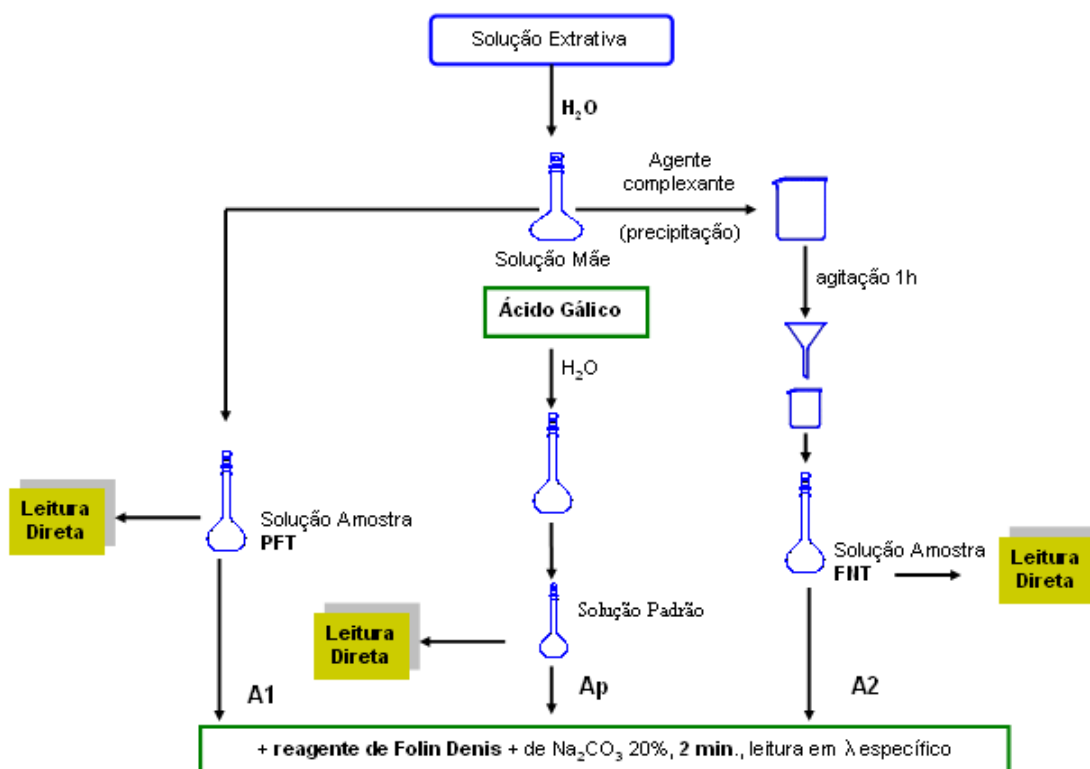 Solução Extrativa
H₂O
Agente
complexante
(precipitação)
Solução Mãe
agitação 1h
Ácido Gálico
H₂O
Leitura
Direta
Solução Amostra
PFT
Solução Amostra
FNT
Leitura
Direta
Solução Padrão
Leitura
Direta
A1
Ap
A2
+ reagente de Folin Denis + de Na₂CO₃ 20%, 2 min., leitura em λ específico